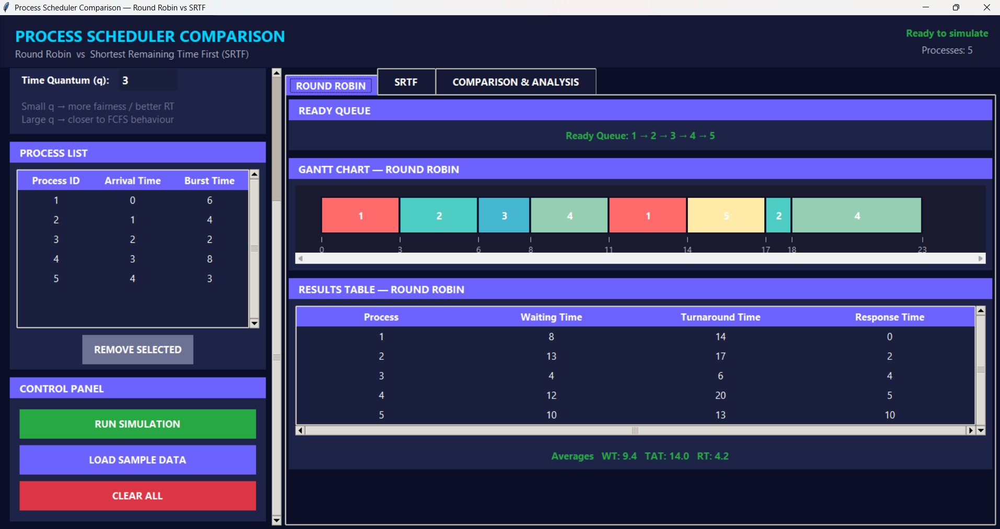 Process Scheduler Comparison — Round Robin vs SRTF
PROCESS SCHEDULER COMPARISON
Round Robin vs Shortest Remaining Time First (SRTF)
Ready to simulate
Processes: 5
Time Quantum (q): 3
Small q → more fairness / better RT
Large q → closer to FCFS behaviour
PROCESS LIST
Process ID Arrival Time Burst Time
1 0 6
2 1 4
3 2 2
4 3 8
5 4 3
REMOVE SELECTED
CONTROL PANEL
RUN SIMULATION
LOAD SAMPLE DATA
CLEAR ALL
ROUND ROBIN SRTF COMPARISON & ANALYSIS
READY QUEUE
Ready Queue: 1 → 2 → 3 → 4 → 5
GANTT CHART — ROUND ROBIN
1 2 3 4 1 5 2 4
0 3 6 8 11 14 17 18 23
RESULTS TABLE — ROUND ROBIN
Process Waiting Time Turnaround Time Response Time
1 8 14 0
2 13 17 2
3 4 6 4
4 12 20 5
5 10 13 10
Averages WT: 9.4 TAT: 14.0 RT: 4.2